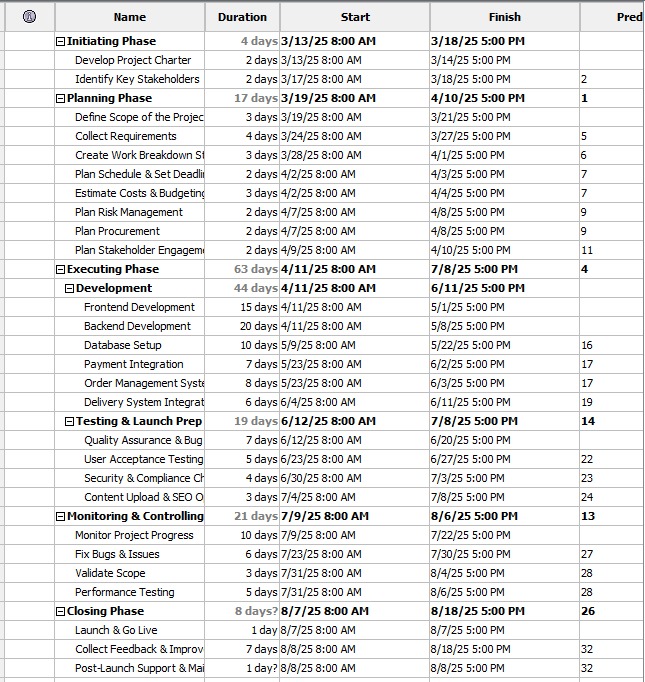 Name Duration Start Finish Pred
Initiating Phase 4 days 3/13/25 8:00 AM 3/18/25 5:00 PM
Develop Project Charter 2 days 3/13/25 8:00 AM 3/14/25 5:00 PM
Identify Key Stakeholders 2 days 3/17/25 8:00 AM 3/18/25 5:00 PM 2
Planning Phase 17 days 3/19/25 8:00 AM 4/10/25 5:00 PM 1
Define Scope of the Projec 3 days 3/19/25 8:00 AM 3/21/25 5:00 PM
Collect Requirements 4 days 3/24/25 8:00 AM 3/27/25 5:00 PM 5
Create Work Breakdown St 3 days 3/28/25 8:00 AM 4/1/25 5:00 PM 6
Plan Schedule & Set Deadli 2 days 4/2/25 8:00 AM 4/3/25 5:00 PM 7
Estimate Costs & Budgeting 3 days 4/2/25 8:00 AM 4/4/25 5:00 PM 7
Plan Risk Management 2 days 4/7/25 8:00 AM 4/8/25 5:00 PM 9
Plan Procurement 2 days 4/7/25 8:00 AM 4/8/25 5:00 PM 9
Plan Stakeholder Engagem 2 days 4/9/25 8:00 AM 4/10/25 5:00 PM 11
Executing Phase 63 days 4/11/25 8:00 AM 7/8/25 5:00 PM 4
Development 44 days 4/11/25 8:00 AM 6/11/25 5:00 PM
Frontend Development 15 days 4/11/25 8:00 AM 5/1/25 5:00 PM
Backend Development 20 days 4/11/25 8:00 AM 5/8/25 5:00 PM
Database Setup 10 days 5/9/25 8:00 AM 5/22/25 5:00 PM 16
Payment Integration 7 days 5/23/25 8:00 AM 6/2/25 5:00 PM 17
Order Management Syste 8 days 5/23/25 8:00 AM 6/3/25 5:00 PM 17
Delivery System Integrat 6 days 6/4/25 8:00 AM 6/11/25 5:00 PM 19
Testing & Launch Prep 19 days 6/12/25 8:00 AM 7/8/25 5:00 PM 14
Quality Assurance & Bug 7 days 6/12/25 8:00 AM 6/20/25 5:00 PM
User Acceptance Testing 5 days 6/23/25 8:00 AM 6/27/25 5:00 PM 22
Security & Compliance Ch 4 days 6/30/25 8:00 AM 7/3/25 5:00 PM 23
Content Upload & SEO O 3 days 7/4/25 8:00 AM 7/8/25 5:00 PM 24
Monitoring & Controlling 21 days 7/9/25 8:00 AM 8/6/25 5:00 PM 13
Monitor Project Progress 10 days 7/9/25 8:00 AM 7/22/25 5:00 PM
Fix Bugs & Issues 6 days 7/23/25 8:00 AM 7/30/25 5:00 PM 27
Validate Scope 3 days 7/31/25 8:00 AM 8/4/25 5:00 PM 28
Performance Testing 5 days 7/31/25 8:00 AM 8/6/25 5:00 PM 28
Closing Phase 8 days? 8/7/25 8:00 AM 8/18/25 5:00 PM 26
Launch & Go Live 1 day 8/7/25 8:00 AM 8/7/25 5:00 PM
Collect Feedback & Improv 7 days 8/8/25 8:00 AM 8/18/25 5:00 PM 32
Post-Launch Support & Mai 1 day? 8/8/25 8:00 AM 8/8/25 5:00 PM 32